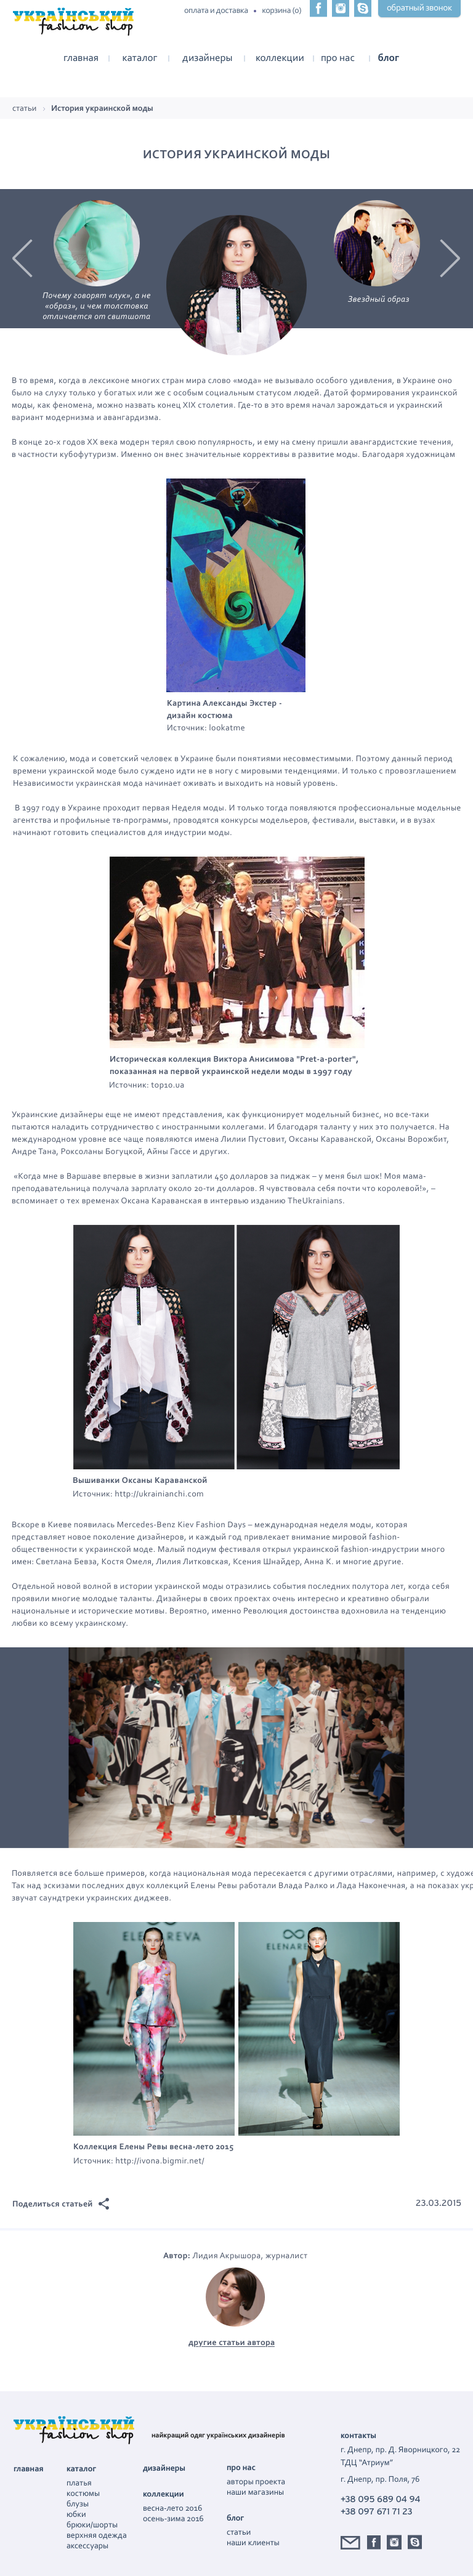 УКРАЇНСЬКИЙ
fashion shop
оплата и доставка • корзина (0)
обратный звонок
главная | каталог | дизайнеры | коллекции | про нас | блог
статьи › История украинской моды
ИСТОРИЯ УКРАИНСКОЙ МОДЫ
Почему говорят «лук», а не
«образ», и чем толстовка
отличается от свитшота
Звездный образ
В то время, когда в лексиконе многих стран мира слово «мода» не вызывало особого удивления, в Украине оно
было на слуху только у богатых или же с особым социальным статусом людей. Датой формирования украинской
моды, как феномена, можно назвать конец XIX столетия. Где-то в это время начал зарождаться и украинский
вариант модернизма и авангардизма.
В конце 20-х годов ХХ века модерн терял свою популярность, и ему на смену пришли авангардистские течения,
в частности кубофутуризм. Именно он внес значительные коррективы в развитие моды. Благодаря художницам
Картина Александы Экстер -
дизайн костюма
Источник: lookatme
К сожалению, мода и советский человек в Украине были понятиями несовместимыми. Поэтому данный период
времени украинской моде было суждено идти не в ногу с мировыми тенденциями. И только с провозглашением
Независимости украинская мода начинает оживать и выходить на новый уровень.
В 1997 году в Украине проходит первая Неделя моды. И только тогда появляются профессиональные модельные
агентства и профильные тв-программы, проводятся конкурсы модельеров, фестивали, выставки, и в вузах
начинают готовить специалистов для индустрии моды.
Историческая коллекция Виктора Анисимова "Pret-a-porter",
показанная на первой украинской недели моды в 1997 году
Источник: top10.ua
Украинские дизайнеры еще не имеют представления, как функционирует модельный бизнес, но все-таки
пытаются наладить сотрудничество с иностранными коллегами. И благодаря таланту у них это получается. На
международном уровне все чаще появляются имена Лилии Пустовит, Оксаны Караванской, Оксаны Ворожбит,
Андре Тана, Роксоланы Богуцкой, Айны Гассе и других.
«Когда мне в Варшаве впервые в жизни заплатили 450 долларов за пиджак – у меня был шок! Моя мама-
преподавательница получала зарплату около 20-ти долларов. Я чувствовала себя почти что королевой!», –
вспоминает о тех временах Оксана Караванская в интервью изданию TheUkrainians.
Вышиванки Оксаны Караванской
Источник: http://ukrainianchi.com
Вскоре в Киеве появилась Mercedes-Benz Kiev Fashion Days – международная неделя моды, которая
представляет новое поколение дизайнеров, и каждый год привлекает внимание мировой fashion-
общественности к украинской моде. Малый подиум фестиваля открыл украинской fashion-индрустрии много
имен: Светлана Бевза, Костя Омеля, Лилия Литковская, Ксения Шнайдер, Анна К. и многие другие.
Отдельной новой волной в истории украинской моды отразились события последних полутора лет, когда себя
проявили многие молодые таланты. Дизайнеры в своих проектах очень интересно и креативно обыграли
национальные и исторические мотивы. Вероятно, именно Революция достоинства вдохновила на тенденцию
любви ко всему украинскому.
Появляется все больше примеров, когда национальная мода пересекается с другими отраслями, например, с художе
Так над эскизами последних двух коллекций Елены Ревы работали Влада Ралко и Лада Наконечная, а на показах укр
звучат саундтреки украинских диджеев.
ELENAREVA
Коллекция Елены Ревы весна-лето 2015
Источник: http://ivona.bigmir.net/
Поделиться статьей
23.03.2015
Автор: Лидия Акрышора, журналист
другие статьи автора
УКРАЇНСЬКИЙ
fashion shop
найкращий одяг українських дизайнерів
главная
каталог
платья
костюмы
блузы
юбки
брюки/шорты
верхняя одежда
аксессуары
дизайнеры
коллекции
весна-лето 2016
осень-зима 2016
про нас
авторы проекта
наши магазины
блог
статьи
наши клиенты
контакты
г. Днепр, пр. Д. Яворницкого, 22
ТДЦ "Атриум"
г. Днепр, пр. Поля, 76
+38 095 689 04 94
+38 097 671 71 23